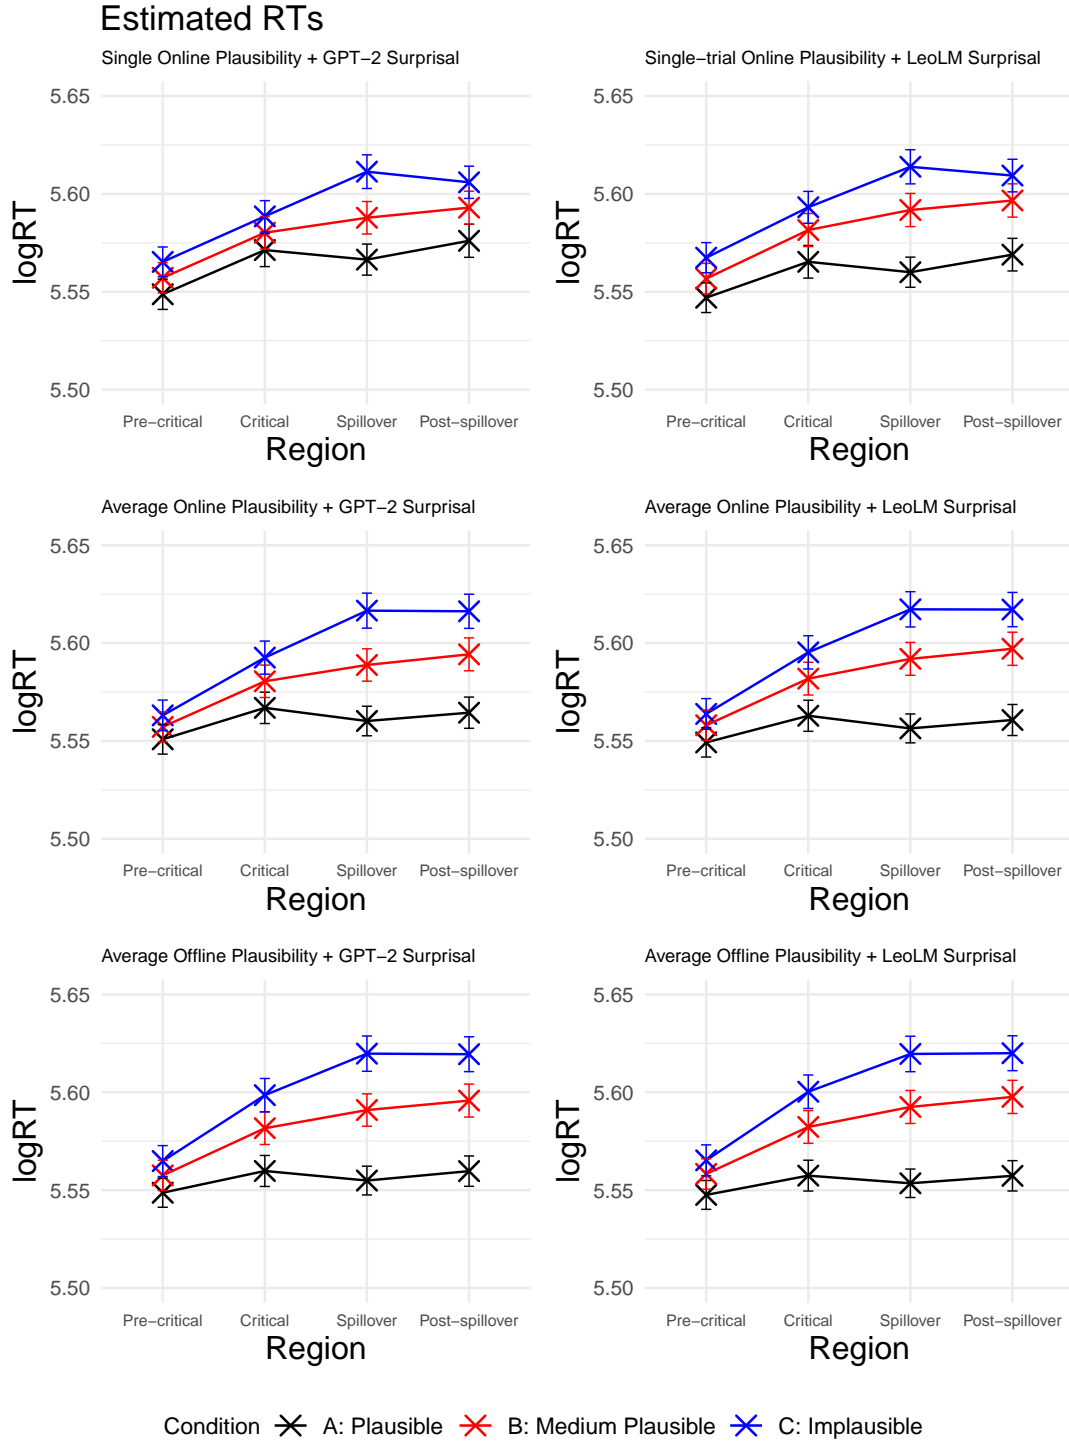 Estimated RTs
Single Online Plausibility + GPT−2 Surprisal
5.65
5.60
5.55
5.50
logRT
Pre−critical Critical Spillover Post−spillover
Region
Single−trial Online Plausibility + LeoLM Surprisal
5.65
5.60
5.55
5.50
logRT
Pre−critical Critical Spillover Post−spillover
Region
Average Online Plausibility + GPT−2 Surprisal
5.65
5.60
5.55
5.50
logRT
Pre−critical Critical Spillover Post−spillover
Region
Average Online Plausibility + LeoLM Surprisal
5.65
5.60
5.55
5.50
logRT
Pre−critical Critical Spillover Post−spillover
Region
Average Offline Plausibility + GPT−2 Surprisal
5.65
5.60
5.55
5.50
logRT
Pre−critical Critical Spillover Post−spillover
Region
Average Offline Plausibility + LeoLM Surprisal
5.65
5.60
5.55
5.50
logRT
Pre−critical Critical Spillover Post−spillover
Region
Condition A: Plausible B: Medium Plausible C: Implausible